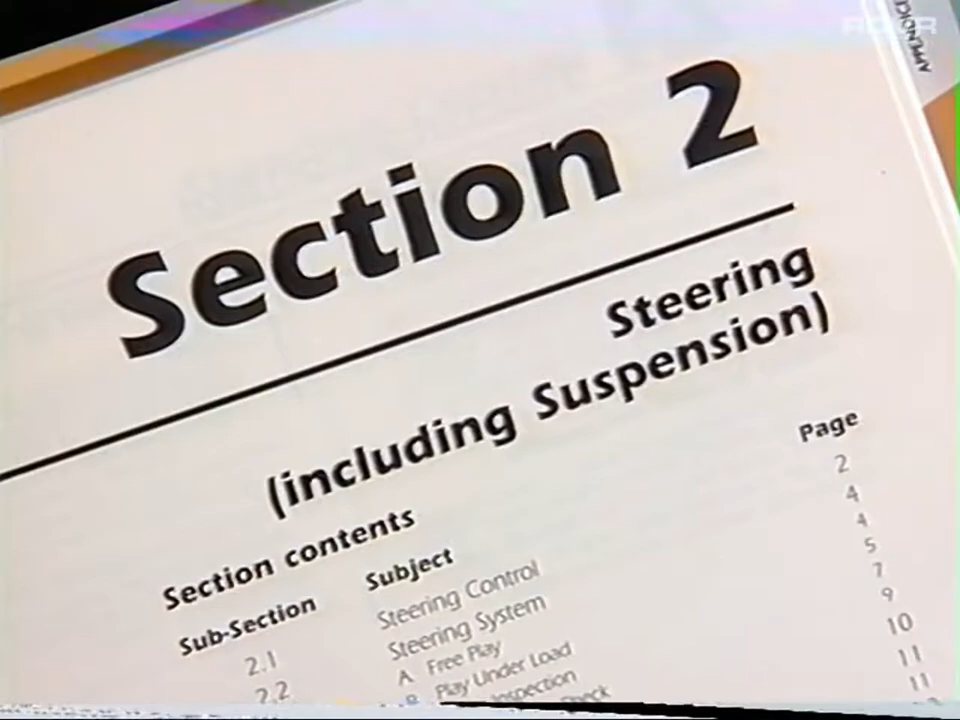 APPENDICE
Section 2
Steering
(including Suspension)
Section contents
Page
Sub-Section Subject
2.1 Steering Control 2
2.2 Steering System 4
A Free Play 4
B Play Under Load 5
7
9
10
11
11